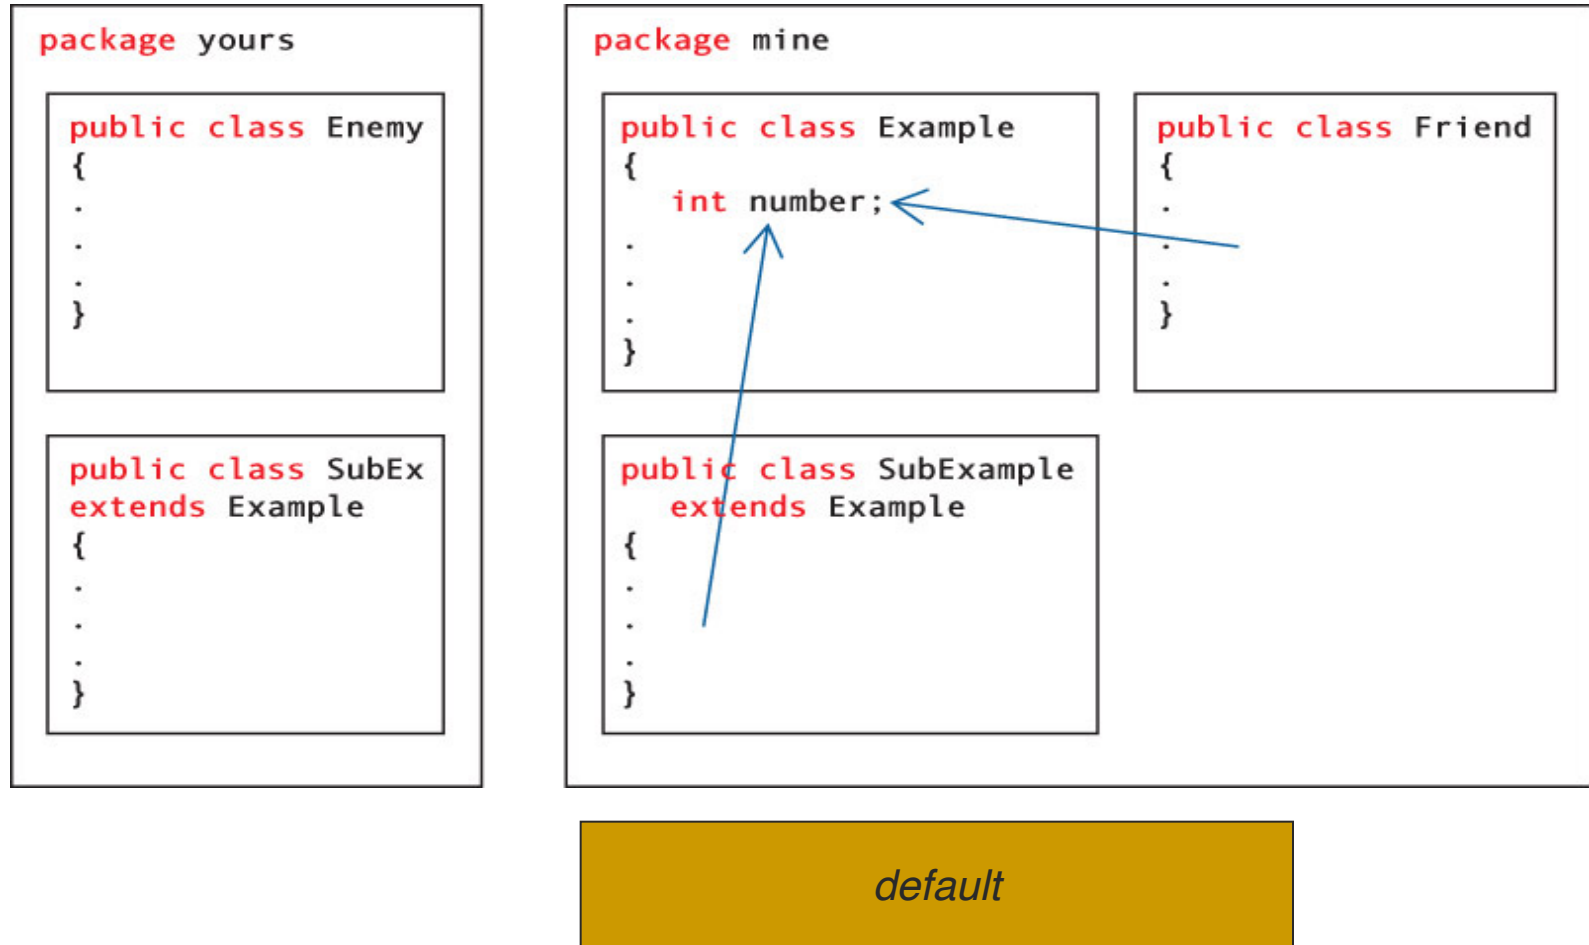 package yours
public class Enemy
{
.
.
.
}
public class SubEx
extends Example
{
.
.
.
}
package mine
public class Example
{
int number;
.
.
.
}
public class Friend
{
.
.
.
}
public class SubExample
extends Example
{
.
.
.
}
default